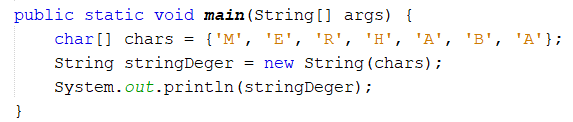 public static void main(String[] args) {
    char[] chars = {'M', 'E', 'R', 'H', 'A', 'B', 'A'};
    String stringDeger = new String(chars);
    System.out.println(stringDeger);
}